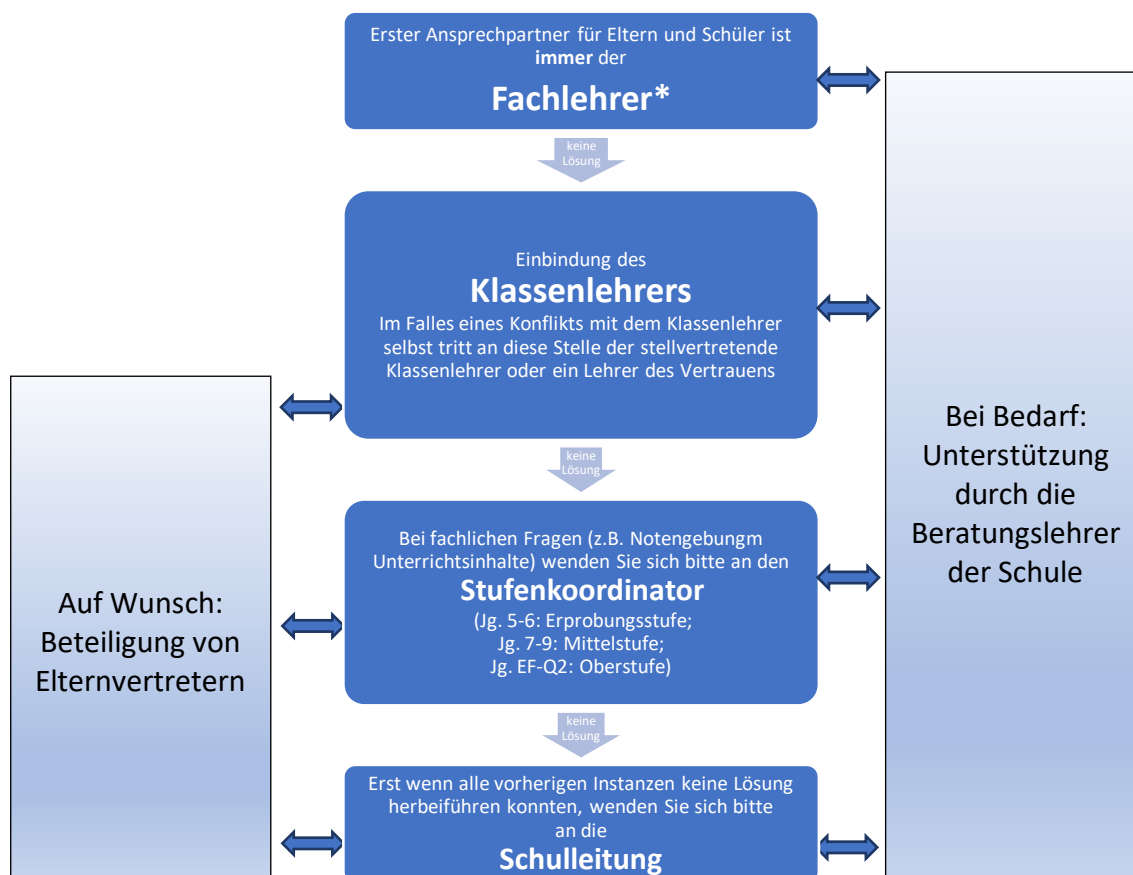 Erster Ansprechpartner für Eltern und Schüler ist
immer der
Fachlehrer*
keine
Lösung
Einbindung des
Klassenlehrers
Im Falles eines Konflikts mit dem Klassenlehrer
selbst tritt an diese Stelle der stellvertretende
Klassenlehrer oder ein Lehrer des Vertrauens
keine
Lösung
Bei fachlichen Fragen (z.B. Notengebungm
Unterrichtsinhalte) wenden Sie sich bitte an den
Stufenkoordinator
(Jg. 5-6: Erprobungsstufe;
Jg. 7-9: Mittelstufe;
Jg. EF-Q2: Oberstufe)
keine
Lösung
Erst wenn alle vorherigen Instanzen keine Lösung
herbeiführen konnten, wenden Sie sich bitte
an die
Schulleitung
Auf Wunsch:
Beteiligung von
Elternvertretern
Bei Bedarf:
Unterstützung
durch die
Beratungslehrer
der Schule